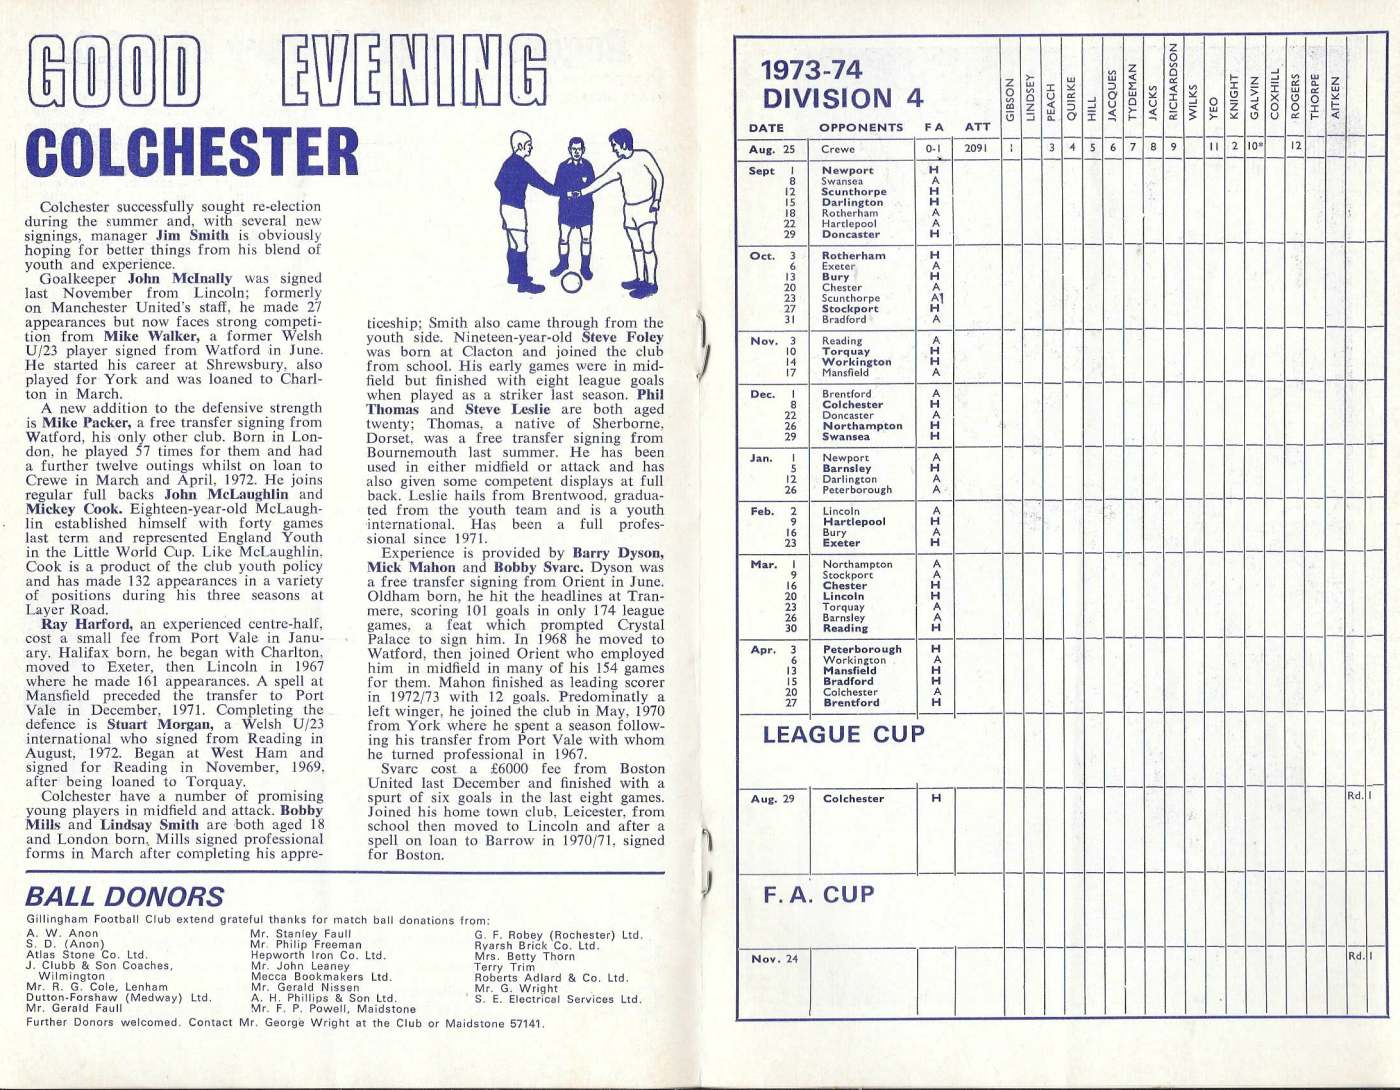 GOOD EVENING
COLCHESTER
Colchester successfully sought re-election
during the summer and, with several new
signings, manager Jim Smith is obviously
hoping for better things from his blend of
youth and experience.
Goalkeeper John McInally was signed
last November from Lincoln; formerly
on Manchester United's staff, he made 27
appearances but now faces strong competi-
tion from Mike Walker, a former Welsh
U/23 player signed from Watford in June.
He started his career at Shrewsbury, also
played for York and was loaned to Charl-
ton in March.
A new addition to the defensive strength
is Mike Packer, a free transfer signing from
Watford, his only other club. Born in Lon-
don, he played 57 times for them and had
a further twelve outings whilst on loan to
Crewe in March and April, 1972. He joins
regular full backs John McLaughlin and
Mickey Cook. Eighteen-year-old McLaugh-
lin established himself with forty games
last term and represented England Youth
in the Little World Cup. Like McLaughlin,
Cook is a product of the club youth policy
and has made 132 appearances in a variety
of positions during his three seasons at
Layer Road.
Ray Harford, an experienced centre-half,
cost a small fee from Port Vale in Janu-
ary. Halifax born, he began with Charlton,
moved to Exeter, then Lincoln in 1967
where he made 161 appearances. A spell at
Mansfield preceded the transfer to Port
Vale in December, 1971. Completing the
defence is Stuart Morgan, a Welsh U/23
international who signed from Reading in
August, 1972. Began at West Ham and
signed for Reading in November, 1969,
after being loaned to Torquay.
Colchester have a number of promising
young players in midfield and attack. Bobby
Mills and Lindsay Smith are both aged 18
and London born, Mills signed professional
forms in March after completing his appre-
ticeship; Smith also came through from the
youth side. Nineteen-year-old Steve Foley
was born at Clacton and joined the club
from school. His early games were in mid-
field but finished with eight league goals
when played as a striker last season. Phil
Thomas and Steve Leslie are both aged
twenty; Thomas, a native of Sherborne,
Dorset, was a free transfer signing from
Bournemouth last summer. He has been
used in either midfield or attack and has
also given some competent displays at full
back. Leslie hails from Brentwood, gradua-
ted from the youth team and is a youth
international. Has been a full profes-
sional since 1971.
Experience is provided by Barry Dyson,
Mick Mahon and Bobby Svarc. Dyson was
a free transfer signing from Orient in June.
Oldham born, he hit the headlines at Tran-
mere, scoring 101 goals in only 174 league
games, a feat which prompted Crystal
Palace to sign him. In 1968 he moved to
Watford, then joined Orient who employed
him in midfield in many of his 154 games
for them. Mahon finished as leading scorer
in 1972/73 with 12 goals. Predominatly a
left winger, he joined the club in May, 1970
from York where he spent a season follow-
ing his transfer from Port Vale with whom
he turned professional in 1967.
Svarc cost a £6000 fee from Boston
United last December and finished with a
spurt of six goals in the last eight games.
Joined his home town club, Leicester, from
school then moved to Lincoln and after a
spell on loan to Barrow in 1970/71, signed
for Boston.
BALL DONORS
Gillingham Football Club extend grateful thanks for match ball donations from:
A. W. Anon
S. D. (Anon)
Atlas Stone Co. Ltd.
J. Clubb & Son Coaches,
Wilmington
Mr. R. G. Cole, Lenham
Dutton-Forshaw (Medway) Ltd.
Mr. Gerald Faull
Mr. Stanley Faull
Mr. Philip Freeman
Hepworth Iron Co. Ltd.
Mr. John Leaney
Mecca Bookmakers Ltd.
Mr. Gerald Nissen
A. H. Phillips & Son Ltd.
Mr. F. P. Powell, Maidstone
G. F. Robey (Rochester) Ltd.
Ryarsh Brick Co. Ltd.
Mrs. Betty Thorn
Terry Trim
Roberts Adlard & Co. Ltd.
Mr. G. Wright
S. E. Electrical Services Ltd.
Further Donors welcomed. Contact Mr. George Wright at the Club or Maidstone 57141.
1973-74
DIVISION 4
DATE OPPONENTS F A ATT GIBSON LINDSEY PEACH QUIRKE HILL JACQUES TYDEMAN JACKS RICHARDSON WILKS YEO KNIGHT GALVIN COXHILL ROGERS THORPE AITKEN
Aug. 25 Crewe 0-1 2091 1 3 4 5 6 7 8 9 11 2 10* 12
Sept 1 Newport H
8 Swansea A
12 Scunthorpe H
15 Darlington H
18 Rotherham A
22 Hartlepool A
29 Doncaster H
Oct. 3 Rotherham H
6 Exeter A
13 Bury H
20 Chester A
23 Scunthorpe A
27 Stockport H
31 Bradford A
Nov. 3 Reading A
10 Torquay H
14 Workington H
17 Mansfield A
Dec. 1 Brentford A
8 Colchester H
22 Doncaster A
26 Northampton H
29 Swansea H
Jan. 1 Newport A
5 Barnsley H
12 Darlington A
26 Peterborough A
Feb. 2 Lincoln A
9 Hartlepool H
16 Bury A
23 Exeter H
Mar. 1 Northampton A
9 Stockport A
16 Chester H
20 Lincoln H
23 Torquay A
26 Barnsley A
30 Reading H
Apr. 3 Peterborough H
6 Workington A
13 Mansfield H
15 Bradford H
20 Colchester A
27 Brentford H
LEAGUE CUP
Aug. 29 Colchester H Rd. 1
F. A. CUP
Nov. 24 Rd. 1